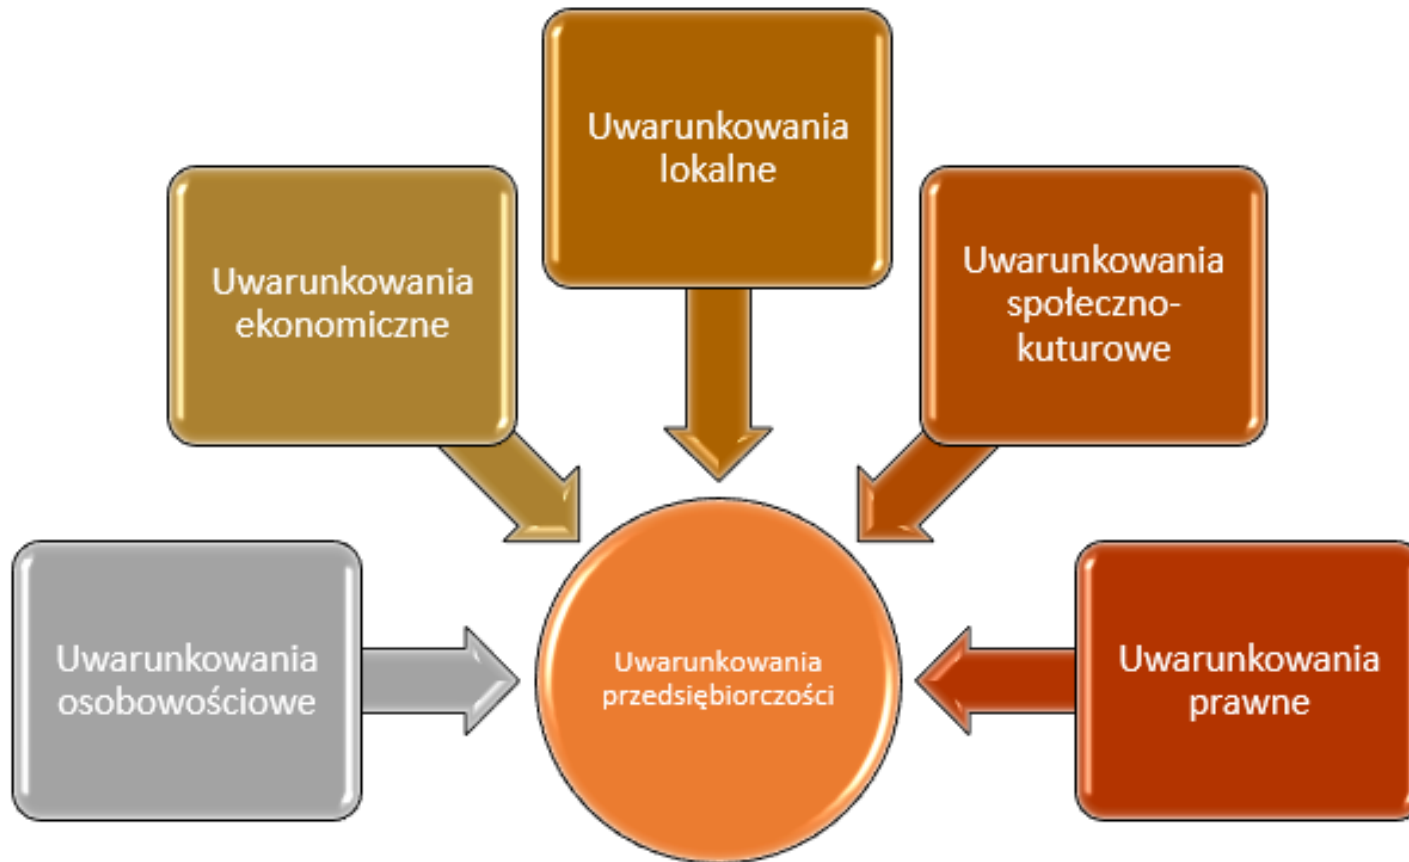 Uwarunkowania
lokalne
Uwarunkowania
ekonomiczne
Uwarunkowania
społeczno-
kuturowe
Uwarunkowania
osobowościowe
Uwarunkowania
przedsiębiorczości
Uwarunkowania
prawne